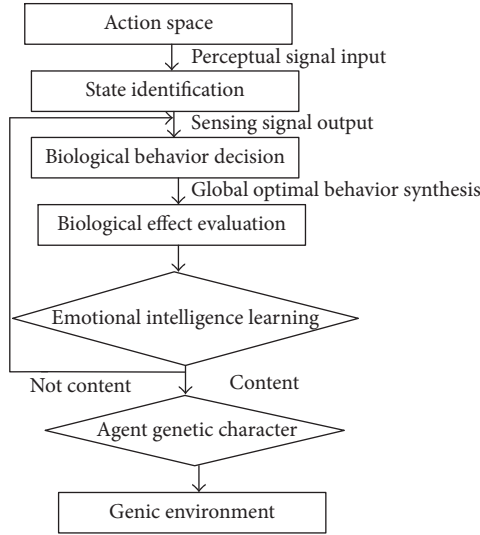 Action space
Perceptual signal input
State identification
Sensing signal output
Biological behavior decision
Global optimal behavior synthesis
Biological effect evaluation
Emotional intelligence learning
Not content
Content
Agent genetic character
Genic environment